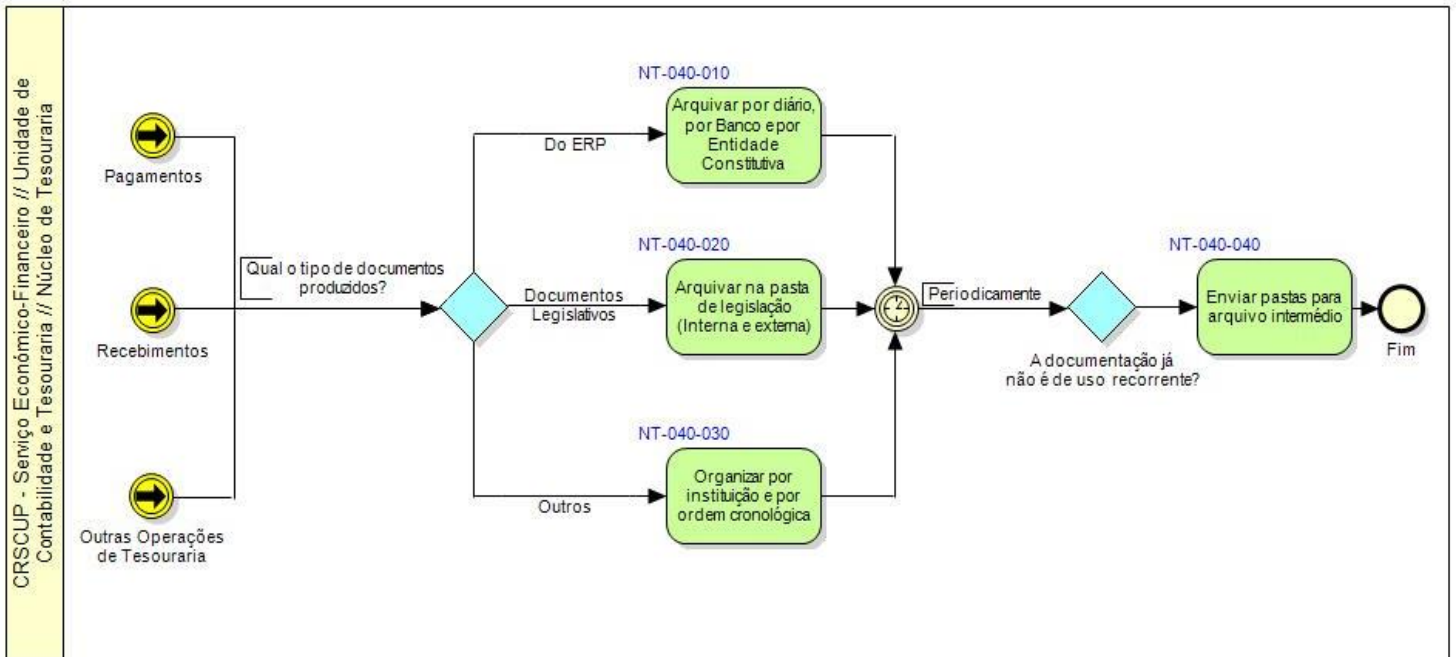 CRSCUP - Serviço Económico-Financeiro // Unidade de
Contabilidade e Tesouraria // Núcleo de Tesouraria
Pagamentos
Recebimentos
Outras Operações
de Tesouraria
Qual o tipo de documentos
produzidos?
Do ERP
Documentos
Legislativos
Outros
NT-040-010
Arquivar por diário,
por Banco e por
Entidade
Constitutiva
NT-040-020
Arquivar na pasta
de legislação
(Interna e externa)
NT-040-030
Organizar por
instituição e por
ordem cronológica
Periodicamente
A documentação já
não é de uso recorrente?
NT-040-040
Enviar pastas para
arquivo intermédio
Fim